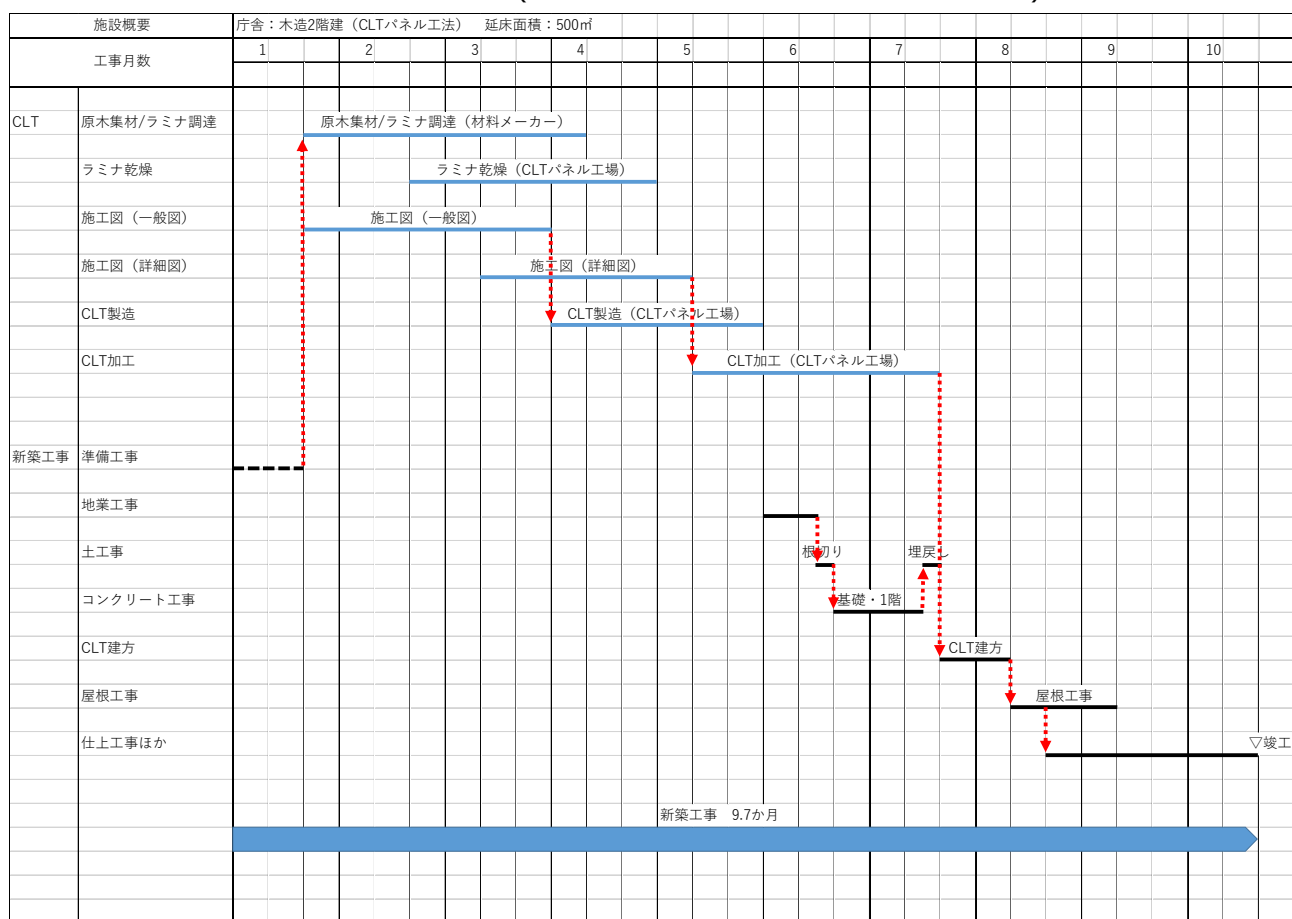 施設概要 庁舎:木造2階建(CLTパネル工法) 延床面積:500㎡
工事月数 1 2 3 4 5 6 7 8 9 10
CLT 原木集材/ラミナ調達 原木集材/ラミナ調達(材料メーカー)
ラミナ乾燥 ラミナ乾燥(CLTパネル工場)
施工図(一般図) 施工図(一般図)
施工図(詳細図) 施工図(詳細図)
CLT製造 CLT製造(CLTパネル工場)
CLT加工 CLT加工(CLTパネル工場)
新築工事 準備工事
地業工事
土工事 根切り 埋戻し
コンクリート工事 基礎・1階
CLT建方 CLT建方
屋根工事 屋根工事
仕上工事ほか ▽竣工
新築工事 9.7か月